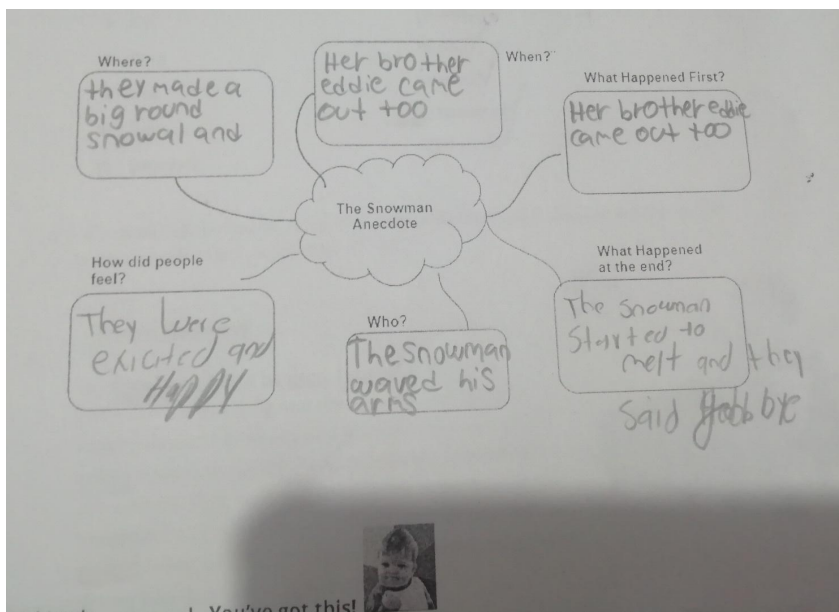 Where?
they made a
big round
snowal and
When?
Her brother
eddie came
out too
What Happened First?
Her brother eddie
came out too
The Snowman
Anecdote
How did people
feel?
They were
exicted and
Happy
Who?
The snowman
waved his
arms
What Happened
at the end?
The snowman
Started to
melt and they
Said
You've got this!